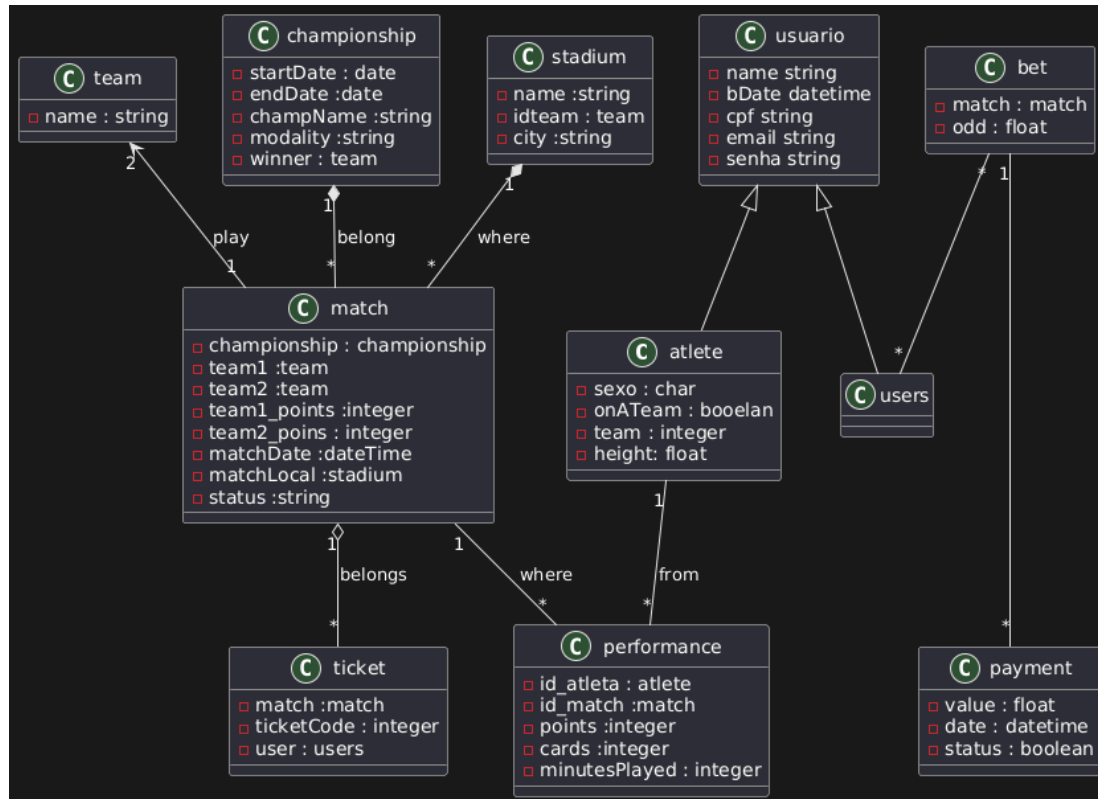 C team
name : string
C championship
startDate : date
endDate :date
champName :string
modality :string
winner : team
C stadium
name :string
idteam : team
city :string
C usuario
name string
bDate datetime
cpf string
email string
senha string
C bet
match : match
odd : float
2
1
1
*
1
play
belong
where
1
*
*
C match
championship : championship
team1 :team
team2 :team
team1_points :integer
team2_poins : integer
matchDate :dateTime
matchLocal :stadium
status :string
C atlete
sexo : char
onATeam : booelan
team : integer
height: float
*
C users
1
1
1
belongs
where
from
*
*
*
*
C ticket
match :match
ticketCode : integer
user : users
C performance
id_atleta : atlete
id_match :match
points :integer
cards :integer
minutesPlayed : integer
C payment
value : float
date : datetime
status : boolean